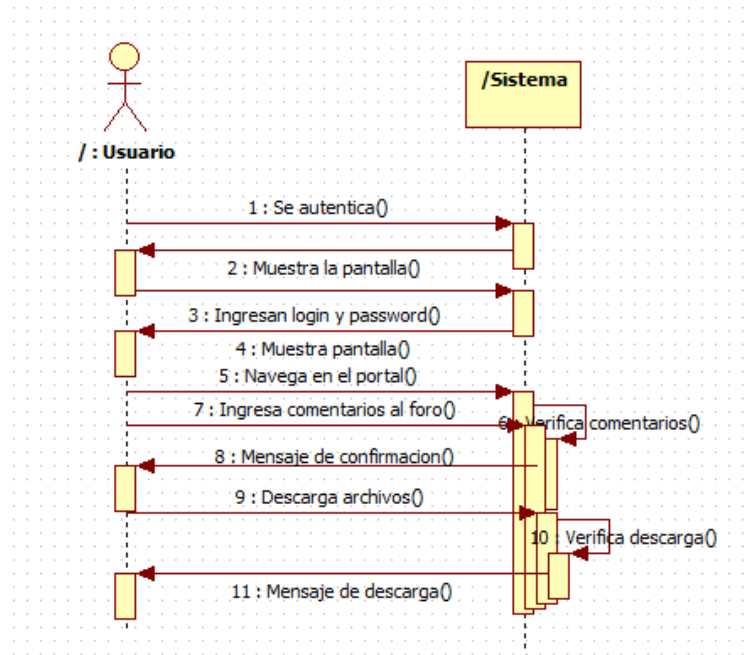 /Sistema
/ : Usuario
1 : Se autentica()
2 : Muestra la pantalla()
3 : Ingresan login y password()
4 : Muestra pantalla()
5 : Navega en el portal()
7 : Ingresa comentarios al foro()
6 : Verifica comentarios()
8 : Mensaje de confirmacion()
9 : Descarga archivos()
10 : Verifica descarga()
11 : Mensaje de descarga()